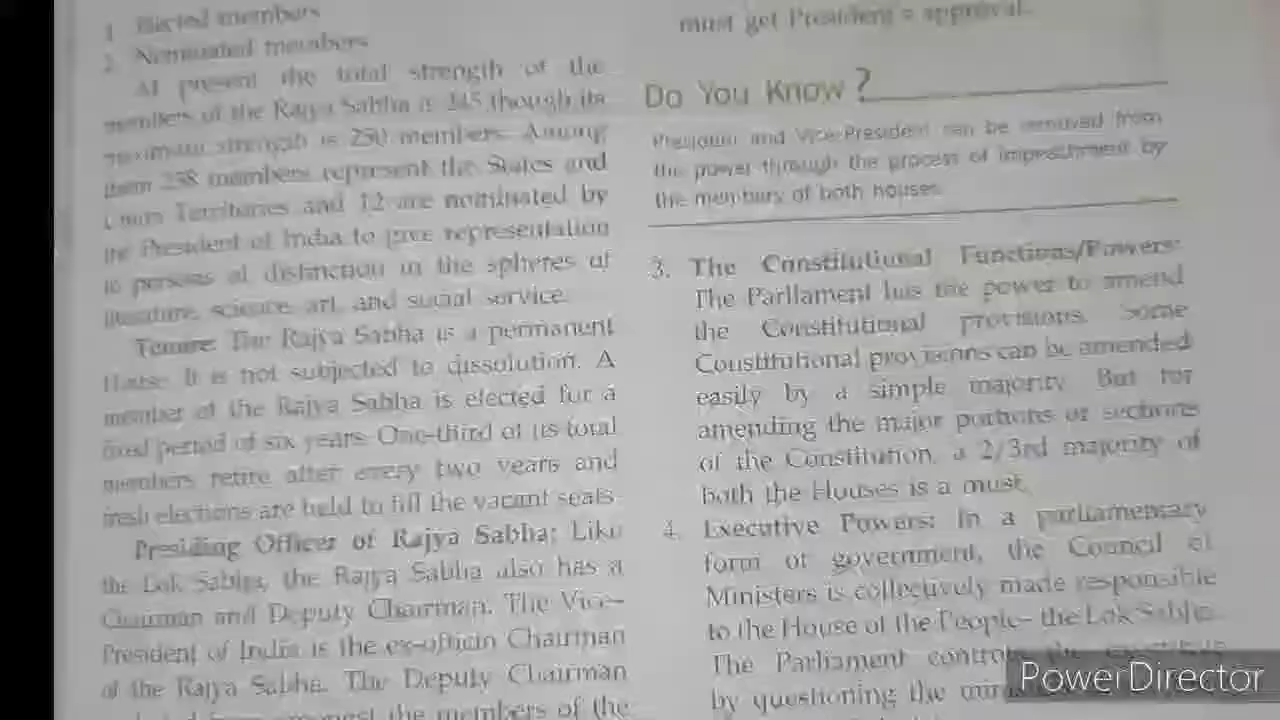 1. Elected members
2. Nominated members
At present the total strength of the
members of the Rajya Sabha is 245 though its
maximum strength is 250 members. Among
them 238 members represent the States and
Union Territories and 12 are nominated by
the President of India to give representation
to persons of distinction in the spheres of
literature, science, art, and social service.
Tenure: The Rajya Sabha is a permanent
House. It is not subjected to dissolution. A
member of the Rajya Sabha is elected for a
fixed period of six years. One-third of its total
members retire after every two years and
fresh elections are held to fill the vacant seats.
Presiding Officer of Rajya Sabha: Like
the Lok Sabha, the Rajya Sabha also has a
Chairman and Deputy Chairman. The Vice-
President of India is the ex-officio Chairman
of the Rajya Sabha. The Deputy Chairman
amongst the members of the
must get President's approval.
Do You Know ?
President and Vice-President can be removed from
the power through the process of impeachment by
the members of both houses.
3. The Constitutional Functions/Powers:
The Parliament has the power to amend
the Constitutional provisions. Some
Constitutional provisions can be amended
easily by a simple majority. But for
amending the major portions or sections
of the Constitution, a 2/3rd majority of
both the Houses is a must.
4. Executive Powers: In a parliamentary
form of government, the Council of
Ministers is collectively made responsible
to the House of the People– the Lok Sabha.
The Parliament controls the
by questioning the
PowerDirector